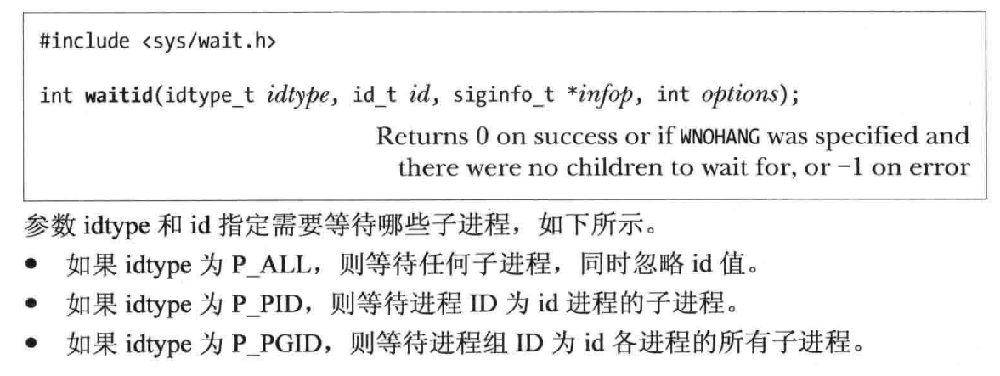 #include <sys/wait.h>
int waitid(idtype_t idtype, id_t id, siginfo_t *infop, int options);
Returns 0 on success or if WNOHANG was specified and
there were no children to wait for, or −1 on error
参数 idtype 和 id 指定需要等待哪些子进程，如下所示。
● 如果 idtype 为 P_ALL，则等待任何子进程，同时忽略 id 值。
● 如果 idtype 为 P_PID，则等待进程 ID 为 id 进程的子进程。
● 如果 idtype 为 P_PGID，则等待进程组 ID 为 id 各进程的所有子进程。